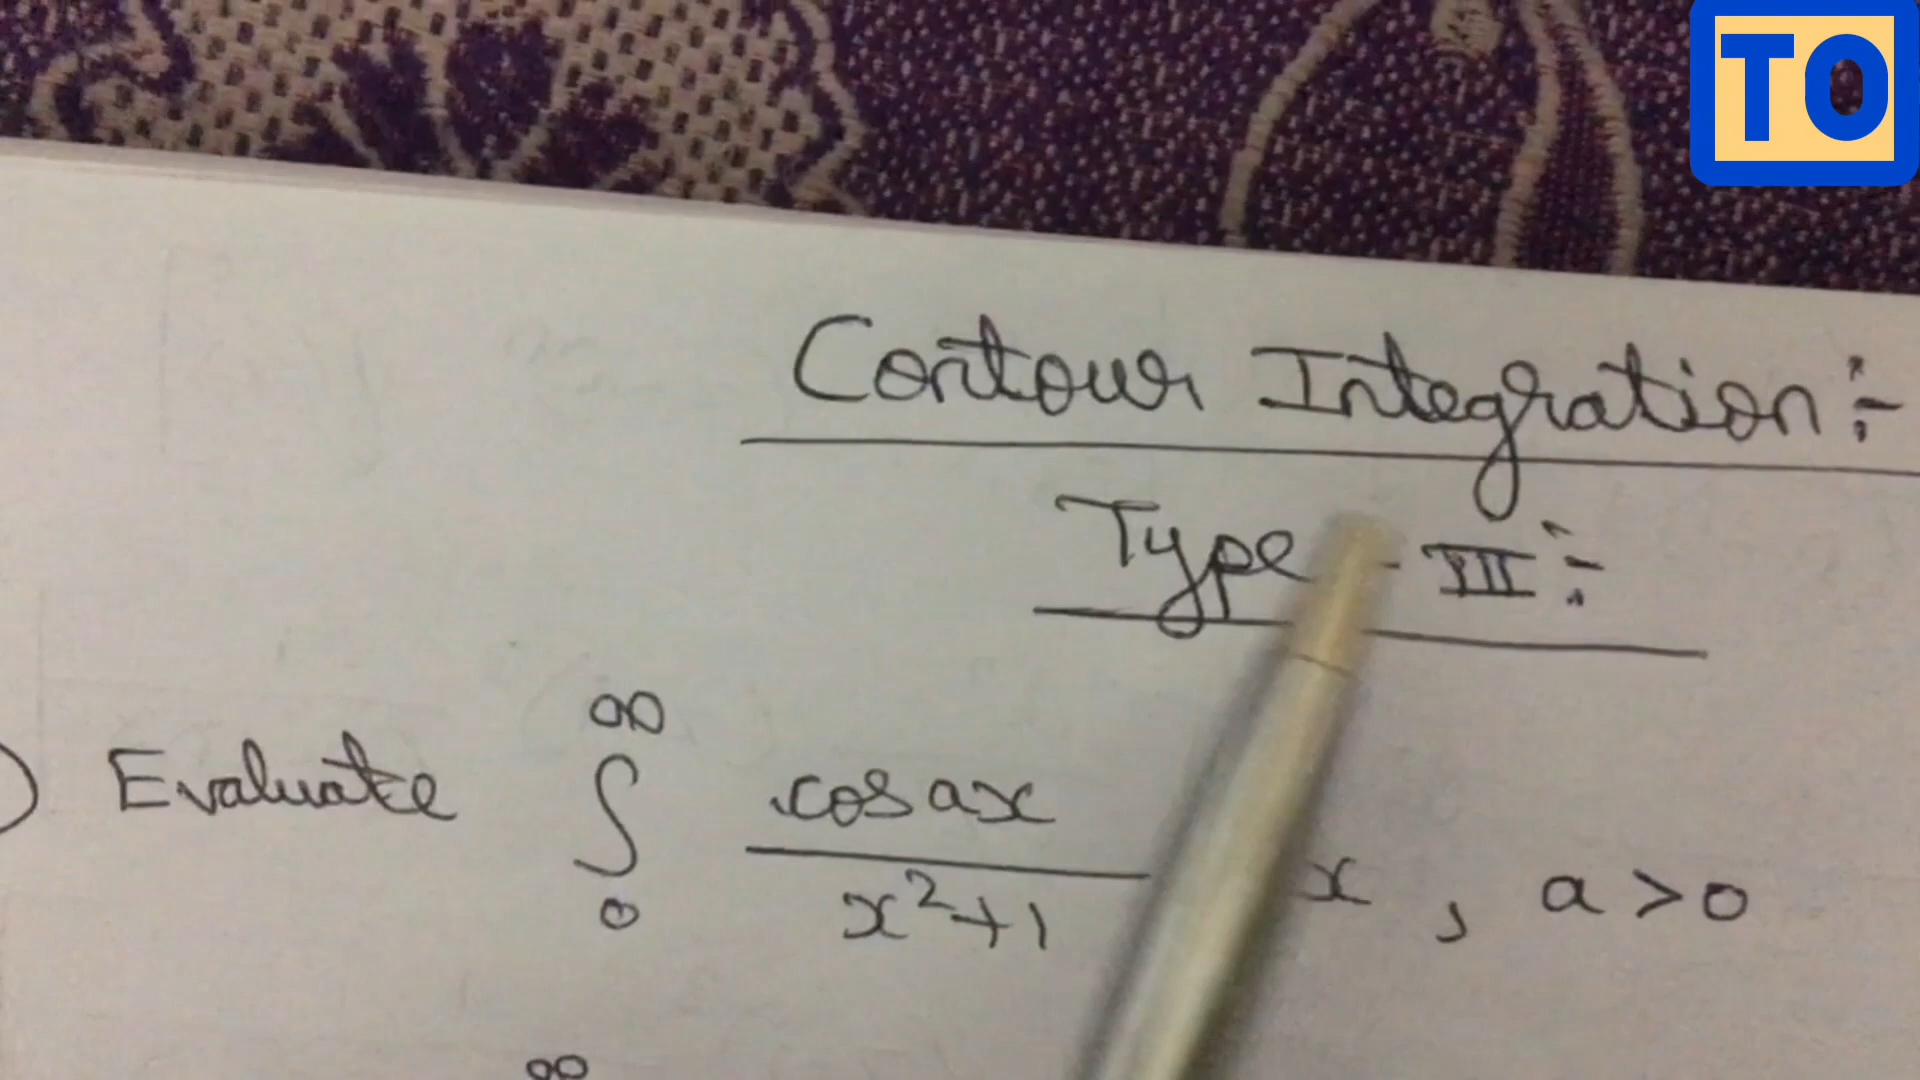 TO
Contour Integration:-
Type - III:-
) Evaluate ∫₀^∞ cos ax / x²+1 x , a>0
∞